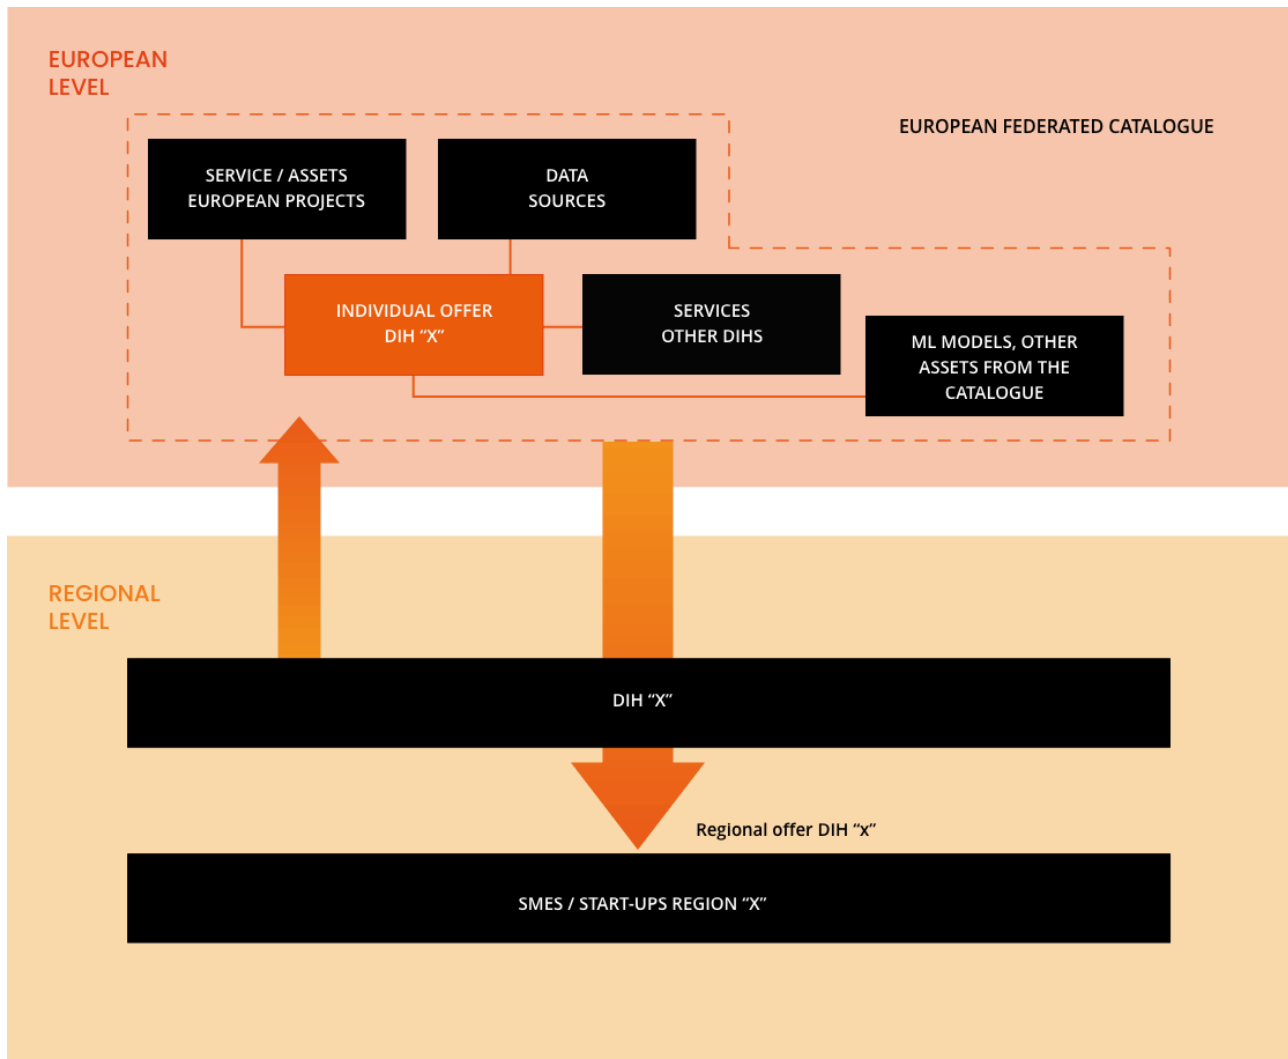 EUROPEAN
LEVEL
EUROPEAN FEDERATED CATALOGUE
SERVICE / ASSETS
EUROPEAN PROJECTS
DATA
SOURCES
INDIVIDUAL OFFER
DIH “X”
SERVICES
OTHER DIHS
ML MODELS, OTHER
ASSETS FROM THE
CATALOGUE
REGIONAL
LEVEL
DIH “X”
Regional offer DIH “x”
SMES / START-UPS REGION “X”